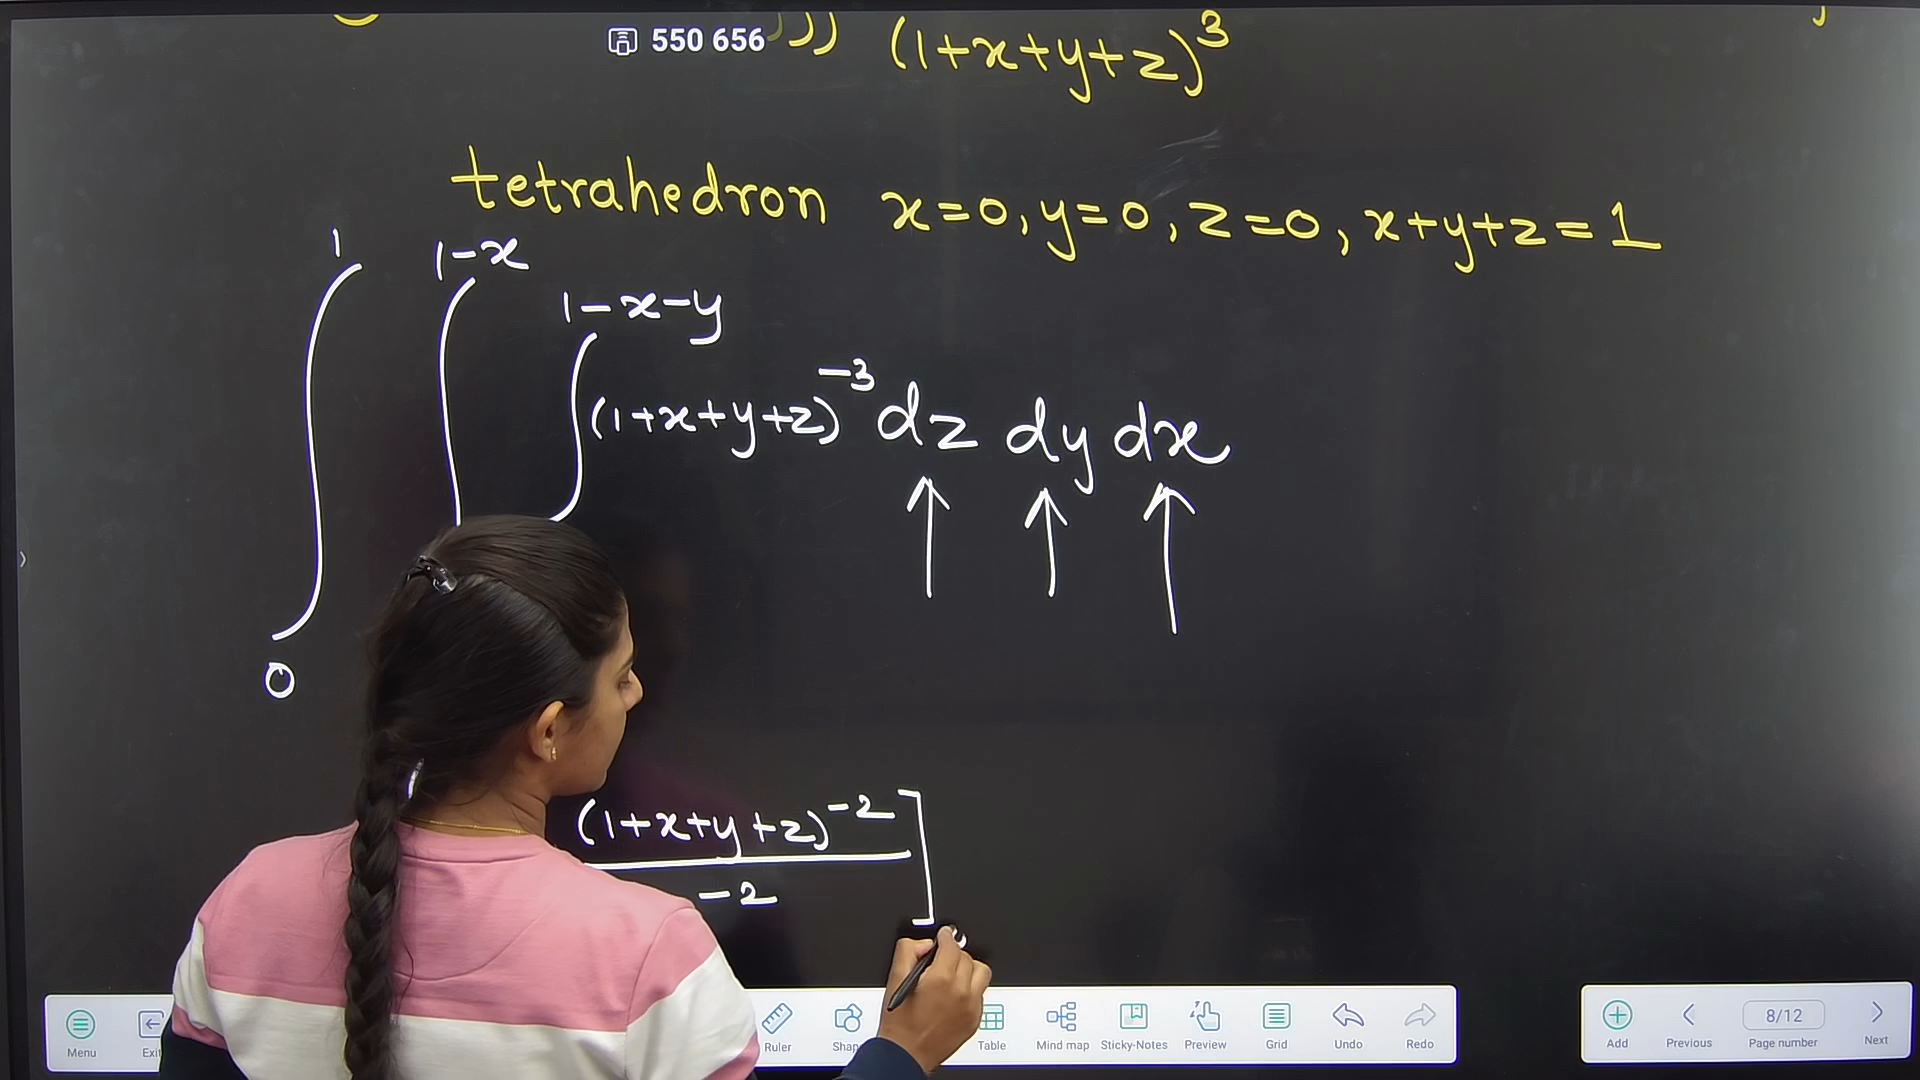 550 656
∫∫∫ (1+x+y+z)³
tetrahedron x=0, y=0, z=0, x+y+z=1
1 1-x 1-x-y
∫ ∫ ∫ (1+x+y+z)⁻³ dz dy dx
0
(1+x+y+z)⁻² ]
-2
Menu Ruler Table Mind map Sticky-Notes Preview Grid Undo Redo Add Previous 8/12 Page number Next